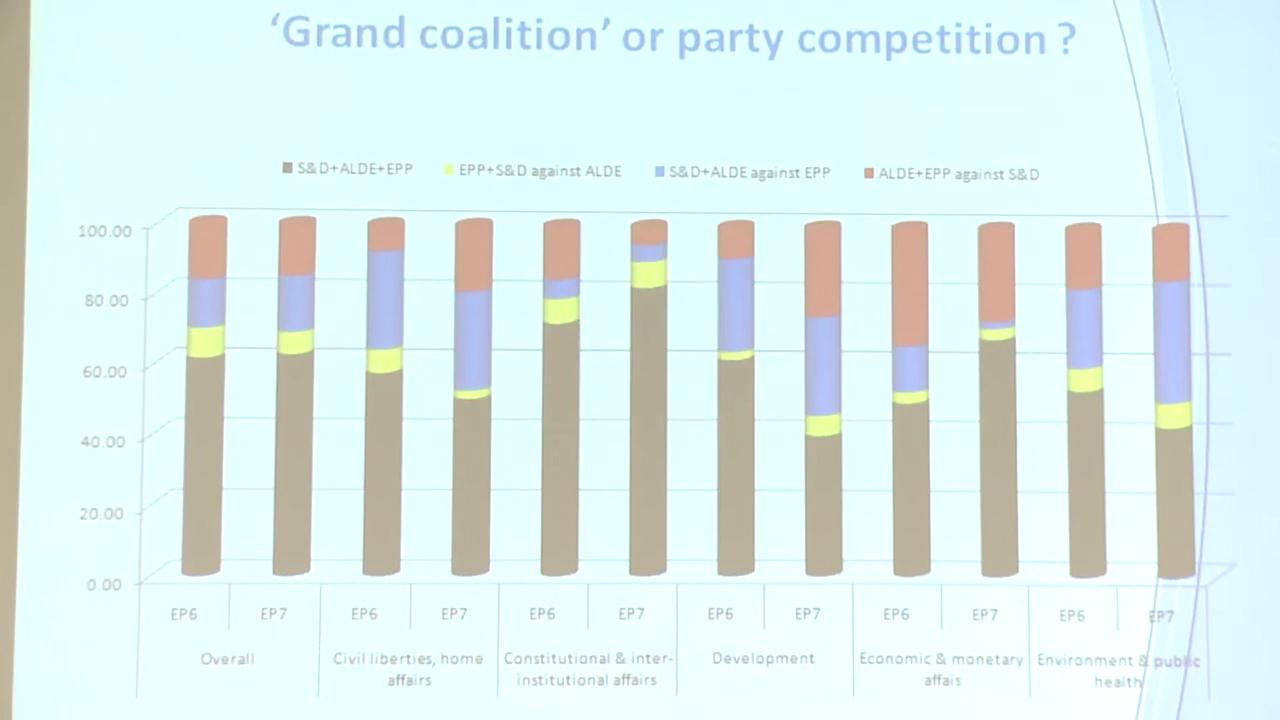 ‘Grand coalition’ or party competition ?
S&D+ALDE+EPP
EPP+S&D against ALDE
S&D+ALDE against EPP
ALDE+EPP against S&D
100.00
80.00
60.00
40.00
20.00
0.00
EP6 EP7 EP6 EP7 EP6 EP7 EP6 EP7 EP6 EP7 EP6 EP7
Overall
Civil liberties, home
affairs
Constitutional & inter-
institutional affairs
Development
Economic & monetary
affais
Environment & public
health